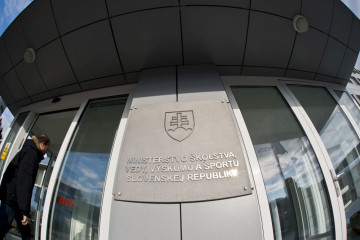 MINISTERSTVO ŠKOLSTVA,
VEDY, VÝSKUMU A ŠPORTU
SLOVENSKEJ REPUBLIKY